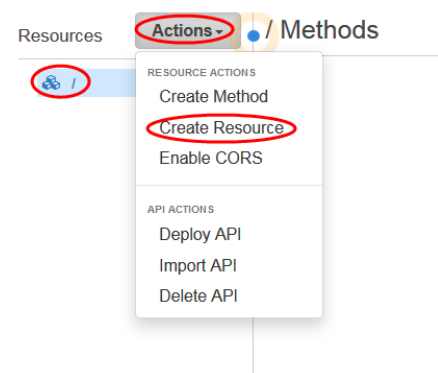 Resources
Actions
/ Methods
/
RESOURCE ACTIONS
Create Method
Create Resource
Enable CORS
API ACTIONS
Deploy API
Import API
Delete API